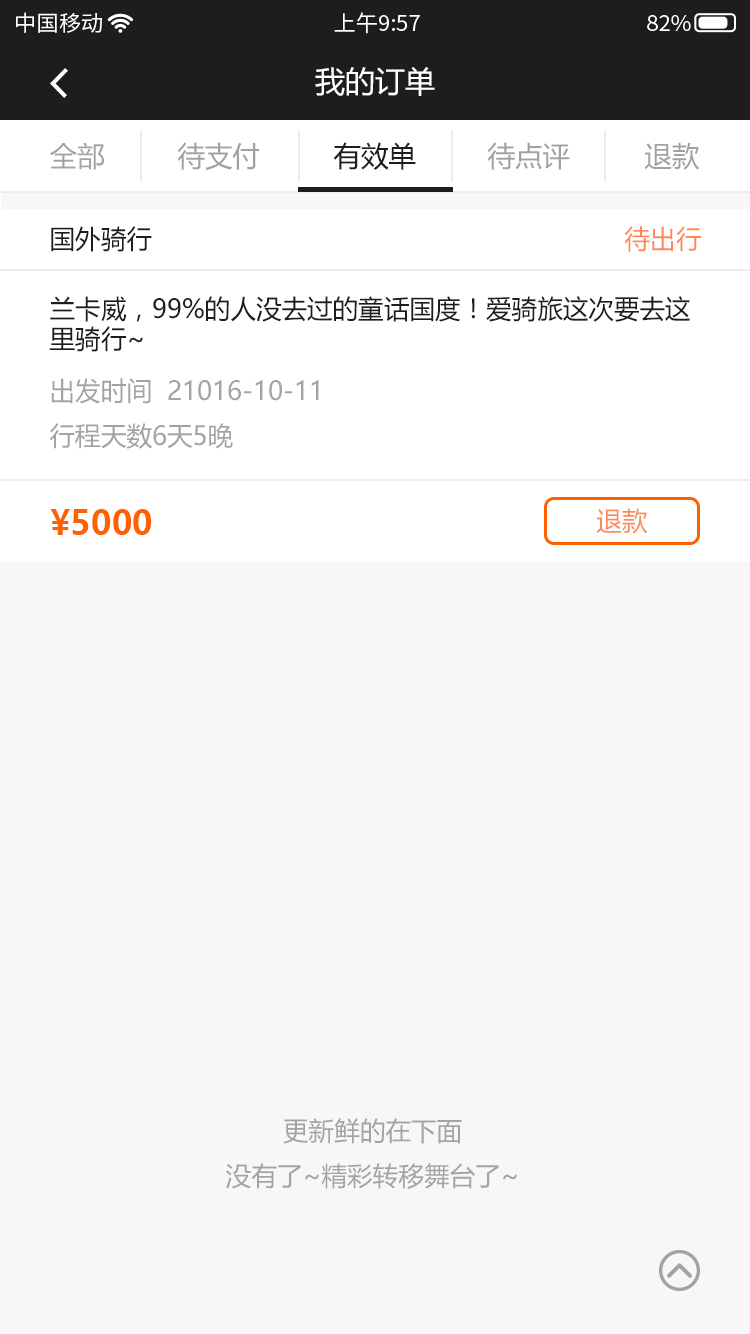 中国移动 上午9:57 82%
我的订单
全部 待支付 有效单 待点评 退款
国外骑行 待出行
兰卡威，99%的人没去过的童话国度！爱骑旅这次要去这
里骑行~
出发时间 21016-10-11
行程天数6天5晚
¥5000 退款
更新鲜的在下面
没有了~精彩转移舞台了~